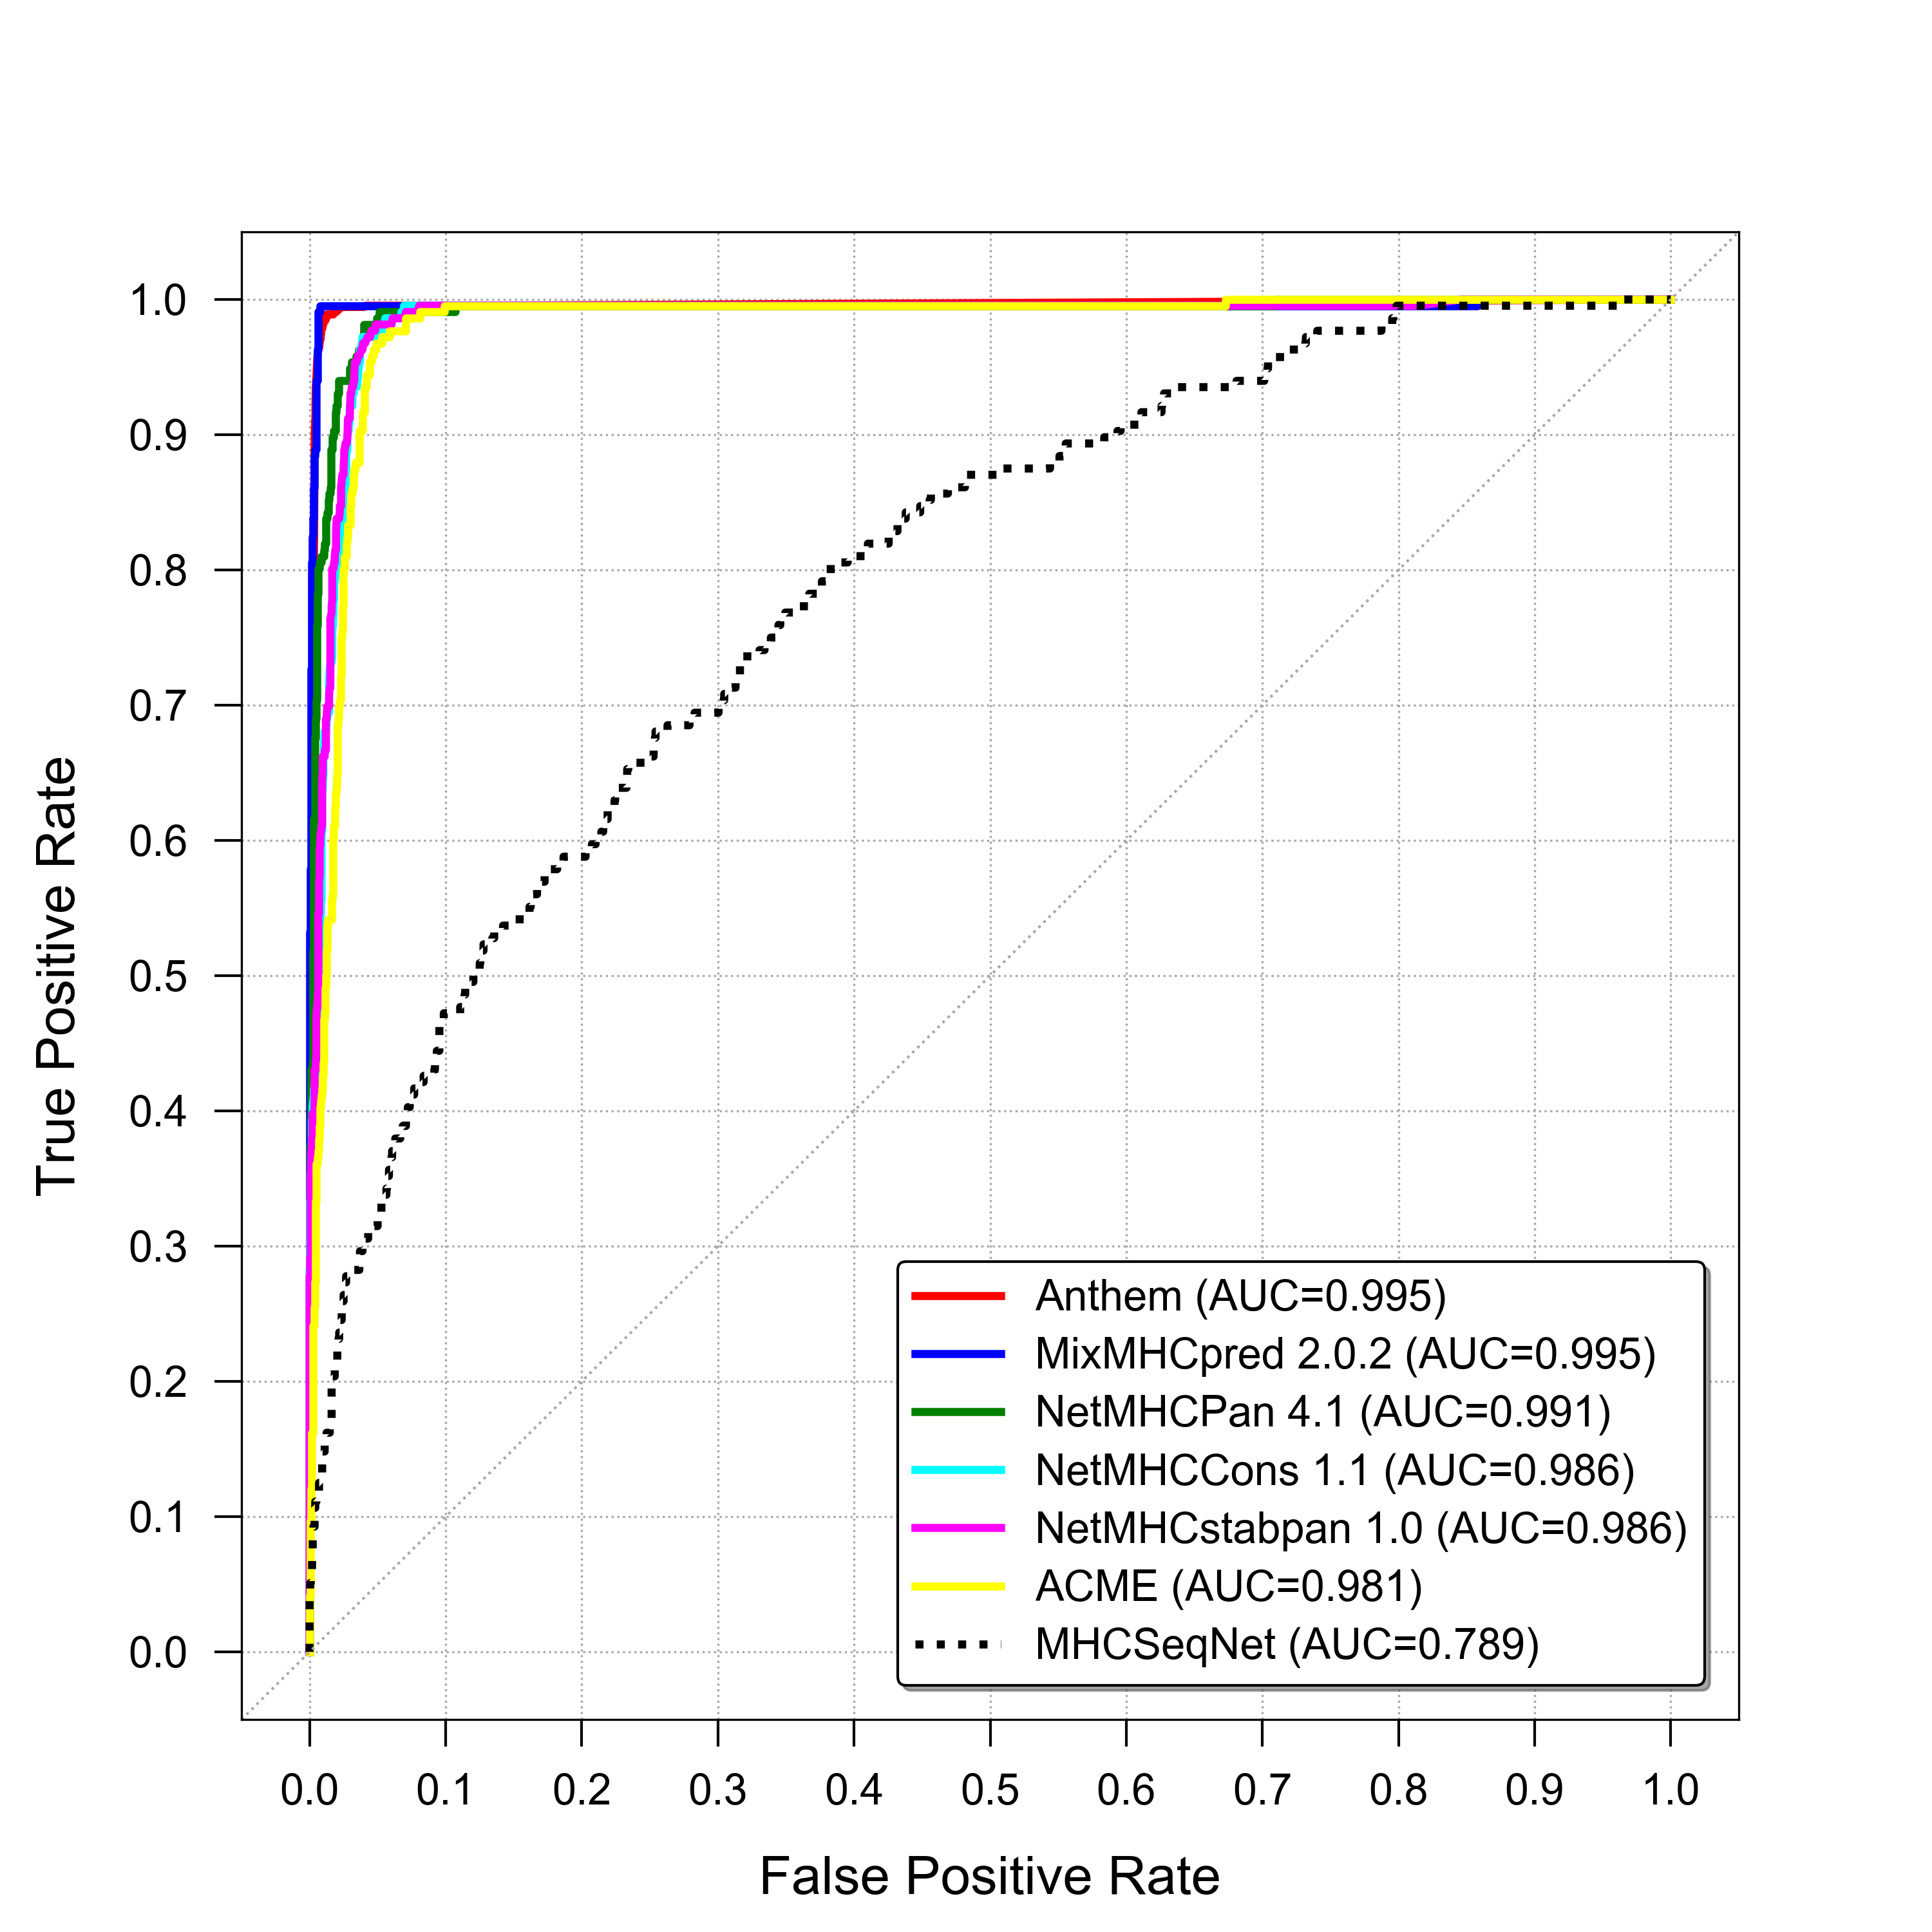 True Positive Rate
1.0
0.9
0.8
0.7
0.6
0.5
0.4
0.3
0.2
0.1
0.0
Anthem (AUC=0.995)
MixMHCpred 2.0.2 (AUC=0.995)
NetMHCPan 4.1 (AUC=0.991)
NetMHCCons 1.1 (AUC=0.986)
NetMHCstabpan 1.0 (AUC=0.986)
ACME (AUC=0.981)
MHCSeqNet (AUC=0.789)
0.0 0.1 0.2 0.3 0.4 0.5 0.6 0.7 0.8 0.9 1.0
False Positive Rate